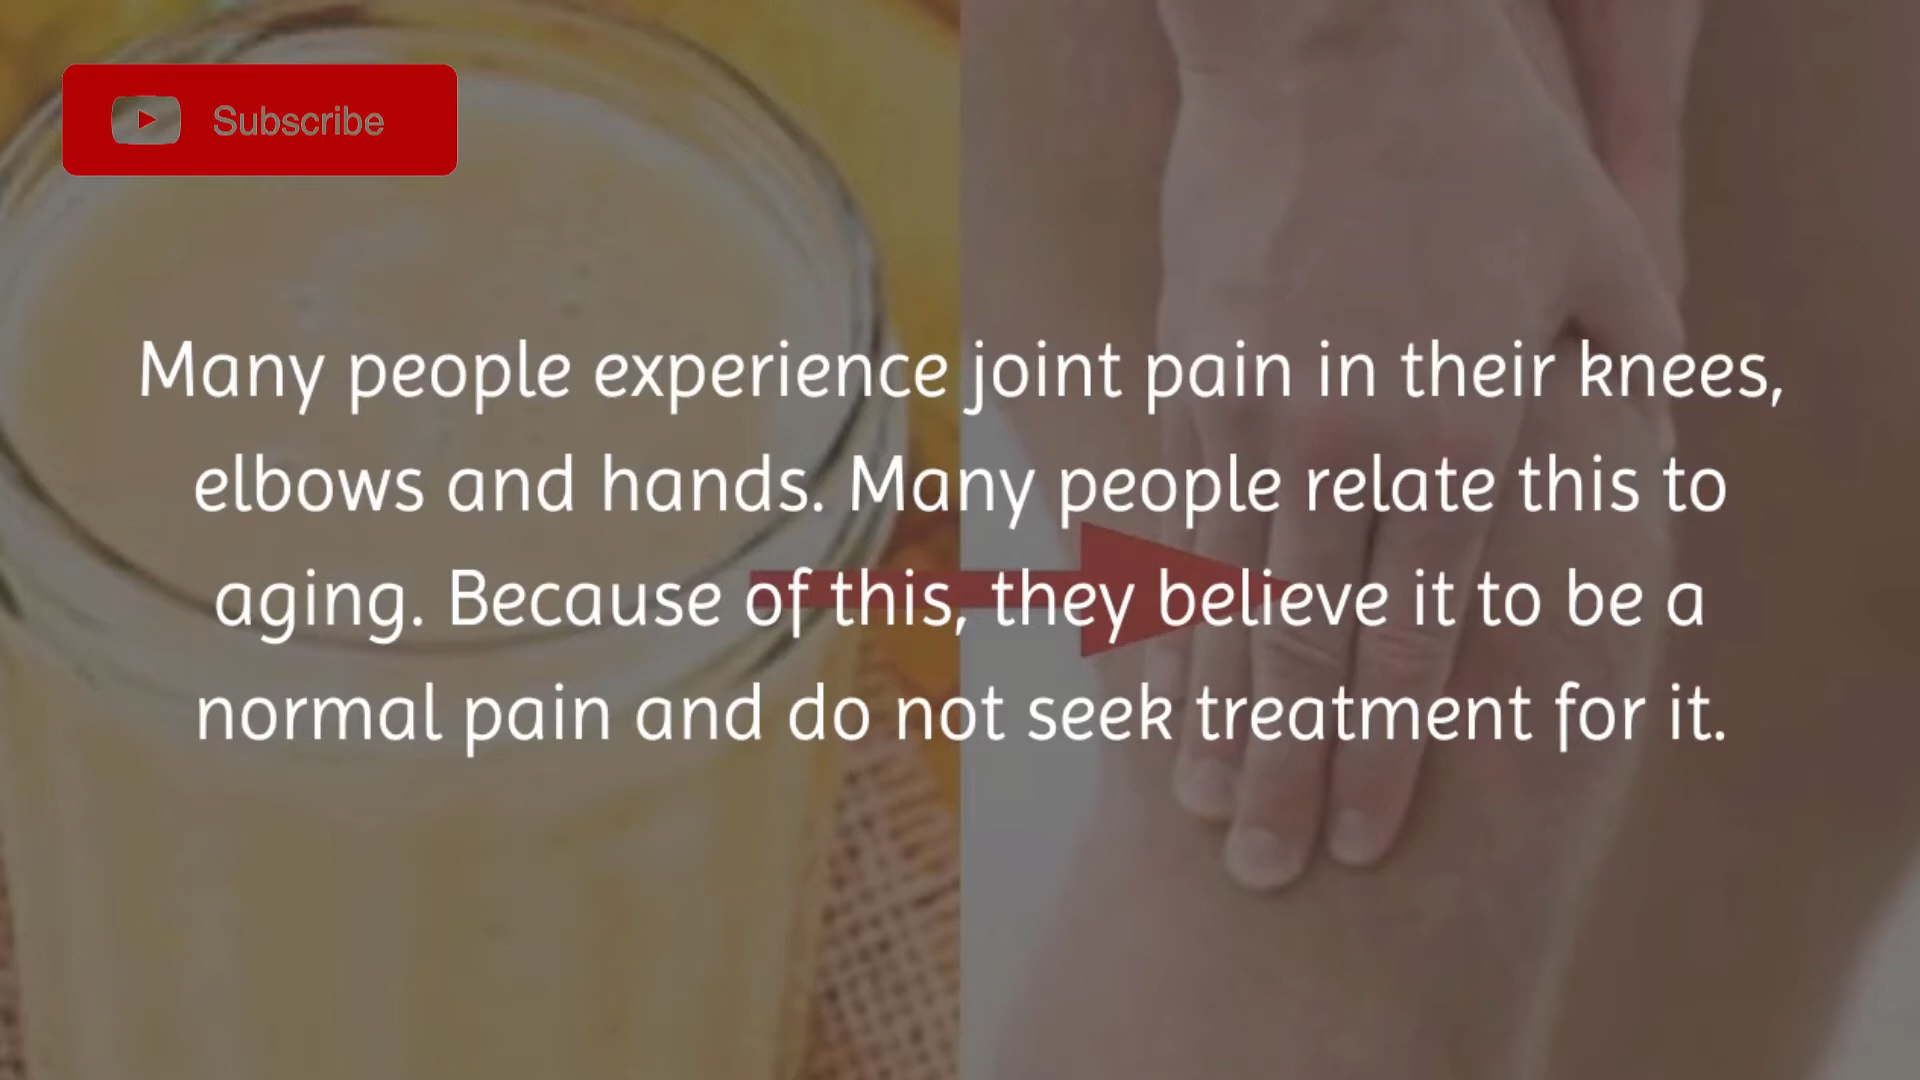 Subscribe
Many people experience joint pain in their knees,
elbows and hands. Many people relate this to
aging. Because of this, they believe it to be a
normal pain and do not seek treatment for it.